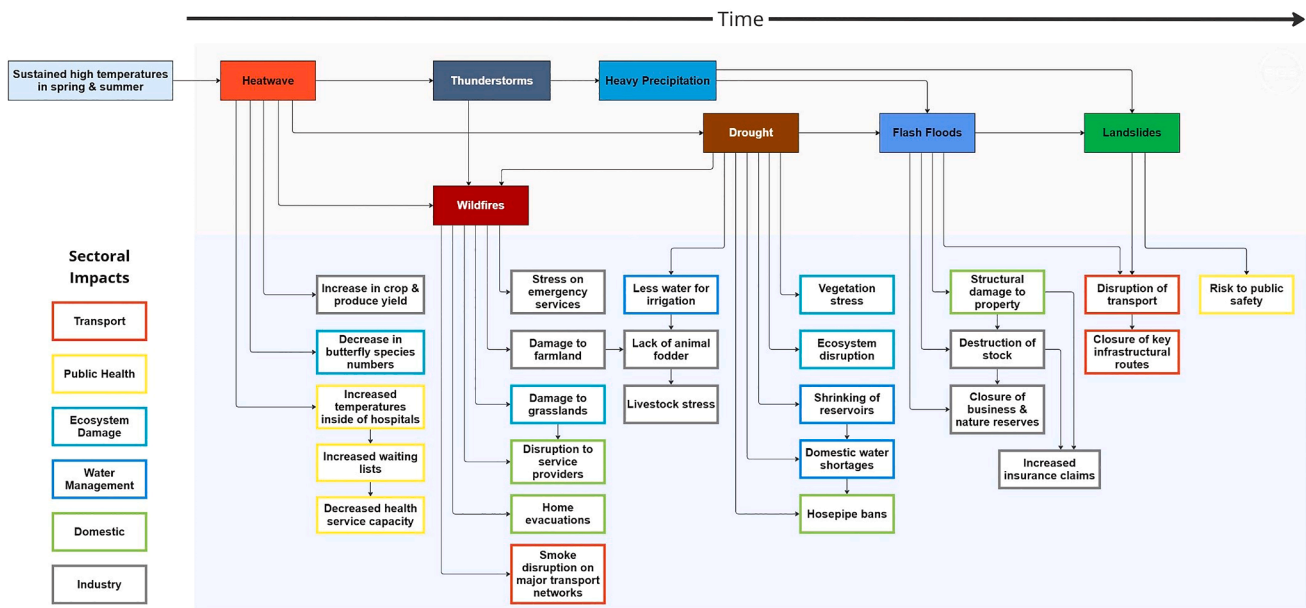 Time
Sustained high temperatures
in spring & summer
Heatwave
Thunderstorms
Heavy Precipitation
Drought
Flash Floods
Landslides
Wildfires
Sectoral
Impacts
Transport
Public Health
Ecosystem
Damage
Water
Management
Domestic
Industry
Increase in crop &
produce yield
Decrease in
butterfly species
numbers
Increased
temperatures
inside of hospitals
Increased waiting
lists
Decreased health
service capacity
Stress on
emergency
services
Damage to
farmland
Damage to
grasslands
Disruption to
service
providers
Home
evacuations
Smoke
disruption on
major transport
networks
Less water for
irrigation
Lack of animal
fodder
Livestock stress
Vegetation
stress
Ecosystem
disruption
Shrinking of
reservoirs
Domestic water
shortages
Hosepipe bans
Structural
damage to
property
Destruction of
stock
Closure of
business &
nature reserves
Increased
insurance claims
Disruption of
transport
Closure of key
infrastructural
routes
Risk to public
safety